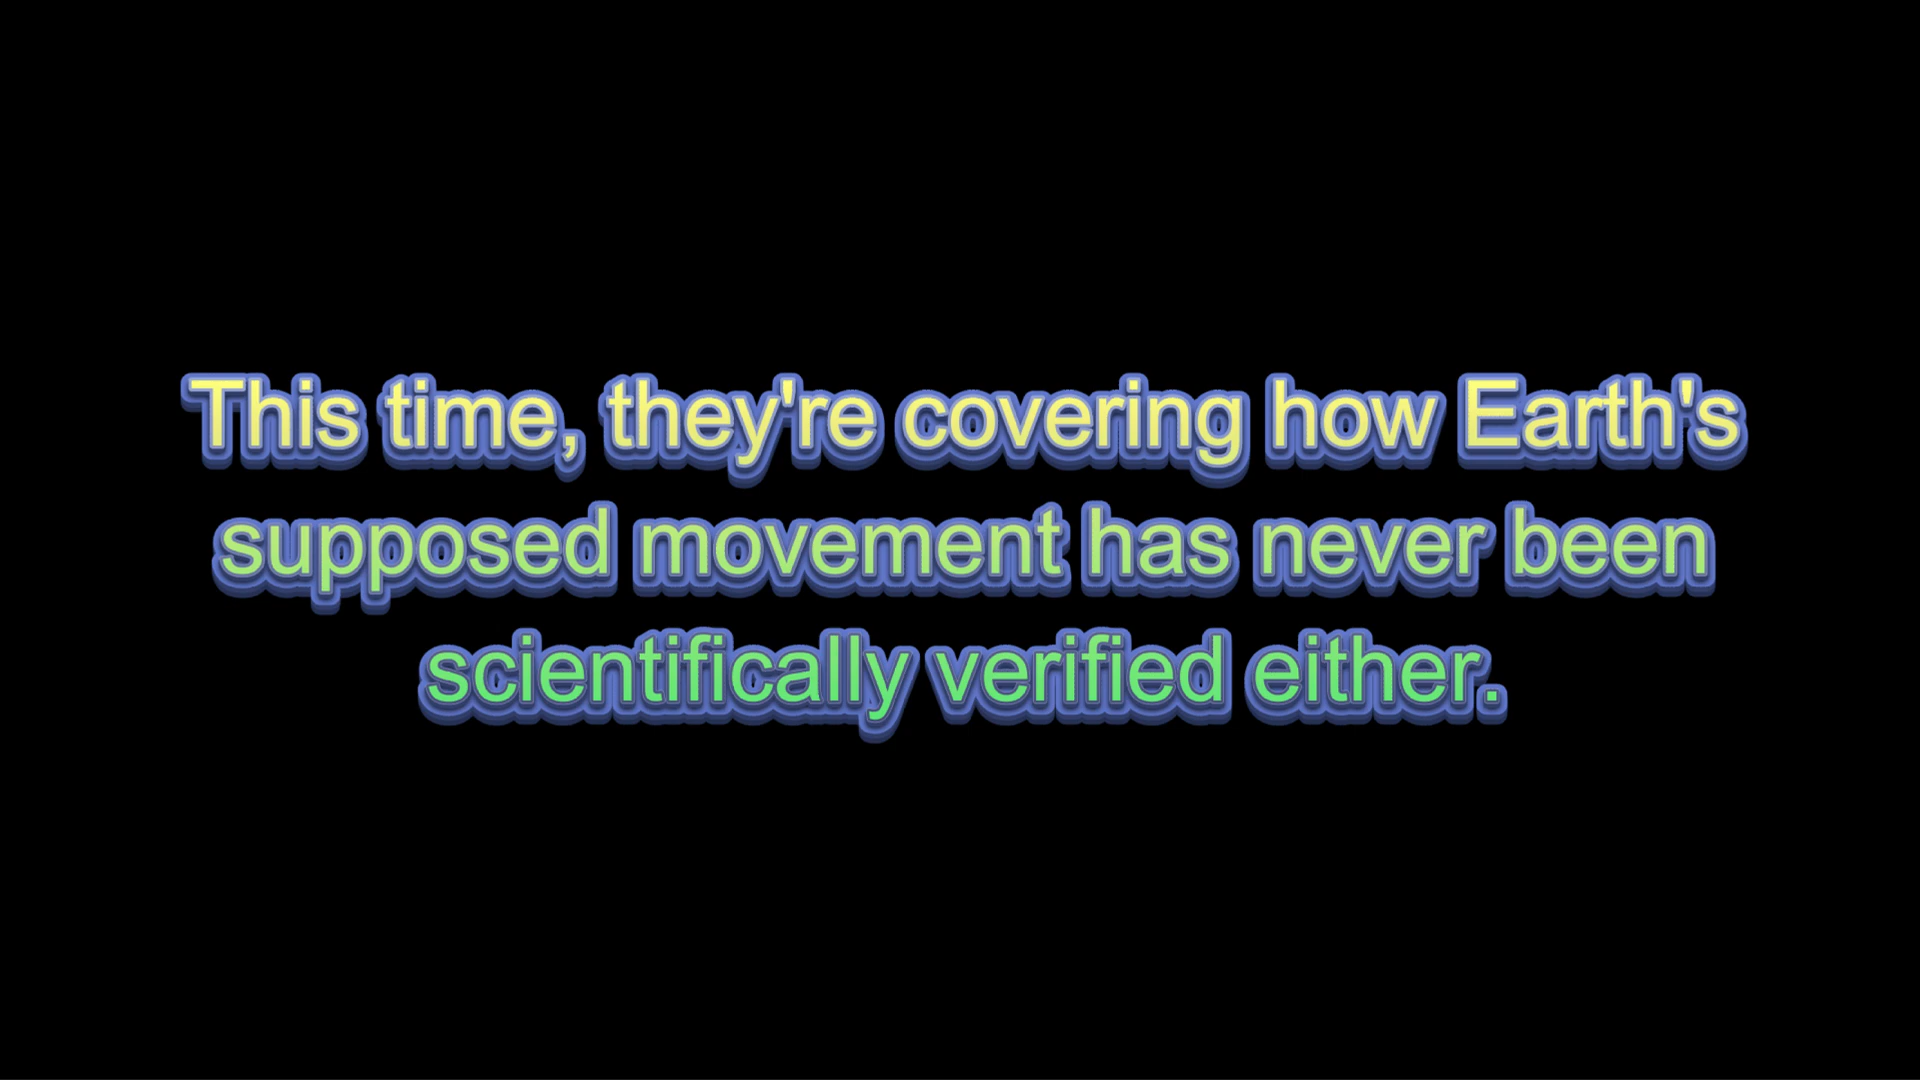 This time, they're covering how Earth's
supposed movement has never been
scientifically verified either.